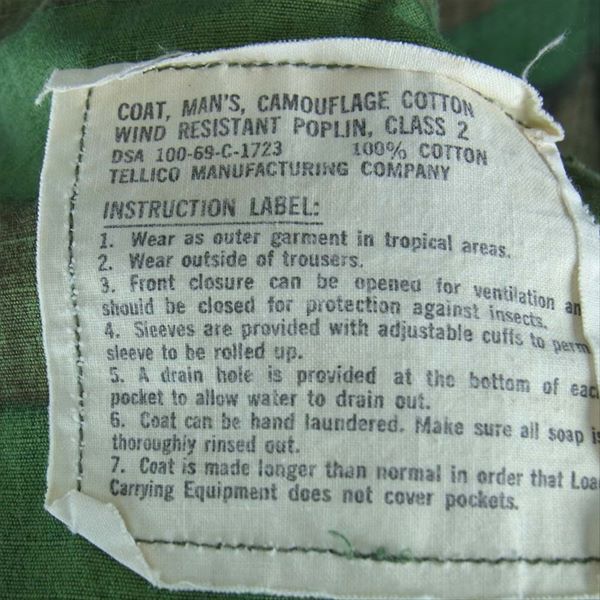 COAT, MAN'S, CAMOUFLAGE COTTON
WIND RESISTANT POPLIN, CLASS 2
DSA 100-69-C-1723 100% COTTON
TELLICO MANUFACTURING COMPANY
INSTRUCTION LABEL:
1. Wear as outer garment in tropical areas.
2. Wear outside of trousers.
3. Front closure can be opened for ventilation an
should be closed for protection against insects.
4. Sleeves are provided with adjustable cuffs to perm
sleeve to be rolled up.
5. A drain hole is provided at the bottom of eac
pocket to allow water to drain out.
6. Coat can be hand laundered. Make sure all soap is
thoroughly rinsed out.
7. Coat is made longer than normal in order that Loa
Carrying Equipment does not cover pockets.